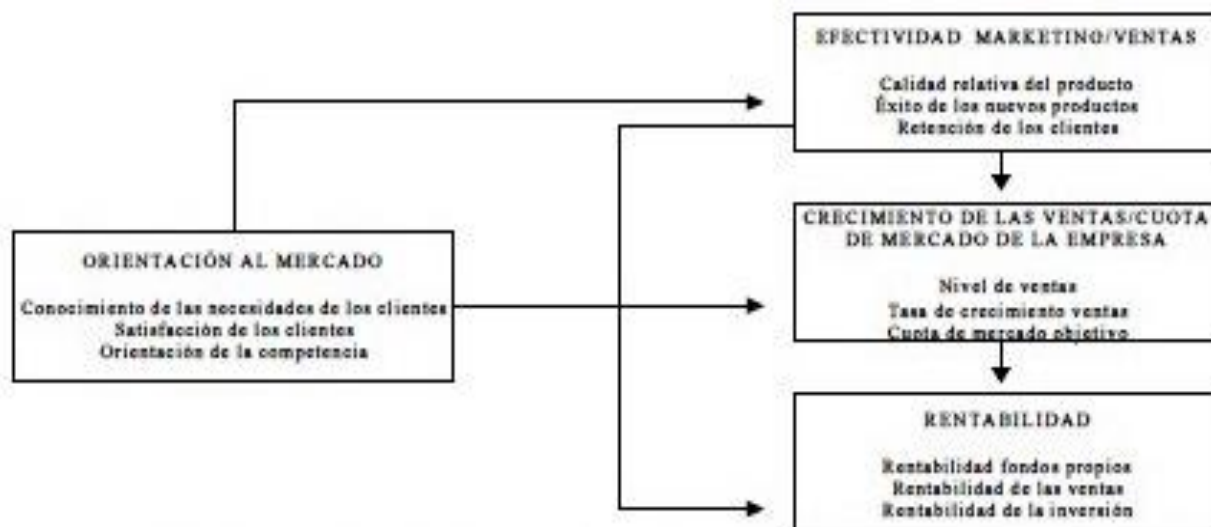 EFECTIVIDAD MARKETINO/VENTAS
Calidad relativa del producto
Éxito de los nuevos productos
Retención de los clientes
CRECIMIENTO DE LAS VENTAS/CUOTA
DE MERCADO DE LA EMPRESA
Nivel de ventas
Tasa de crecimiento ventas
Cuota de mercado objetivo
ORIENTACIÓN AL MERCADO
Conocimiento de las necesidades de los clientes
Satisfacción de los clientes
Orientación de la competencia
RENTABILIDAD
Rentabilidad fondos propios
Rentabilidad de las ventas
Rentabilidad de la inversión